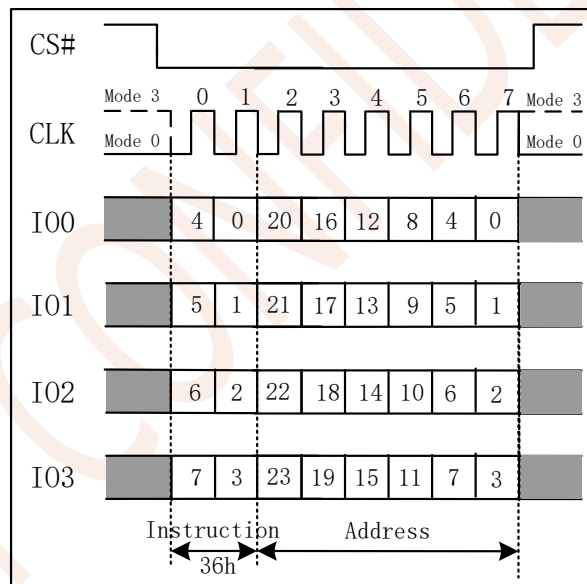 CS#
Mode 3 0 1 2 3 4 5 6 7 Mode 3
CLK
Mode 0 Mode 0
IO0 4 0 20 16 12 8 4 0
IO1 5 1 21 17 13 9 5 1
IO2 6 2 22 18 14 10 6 2
IO3 7 3 23 19 15 11 7 3
Instruction Address
36h